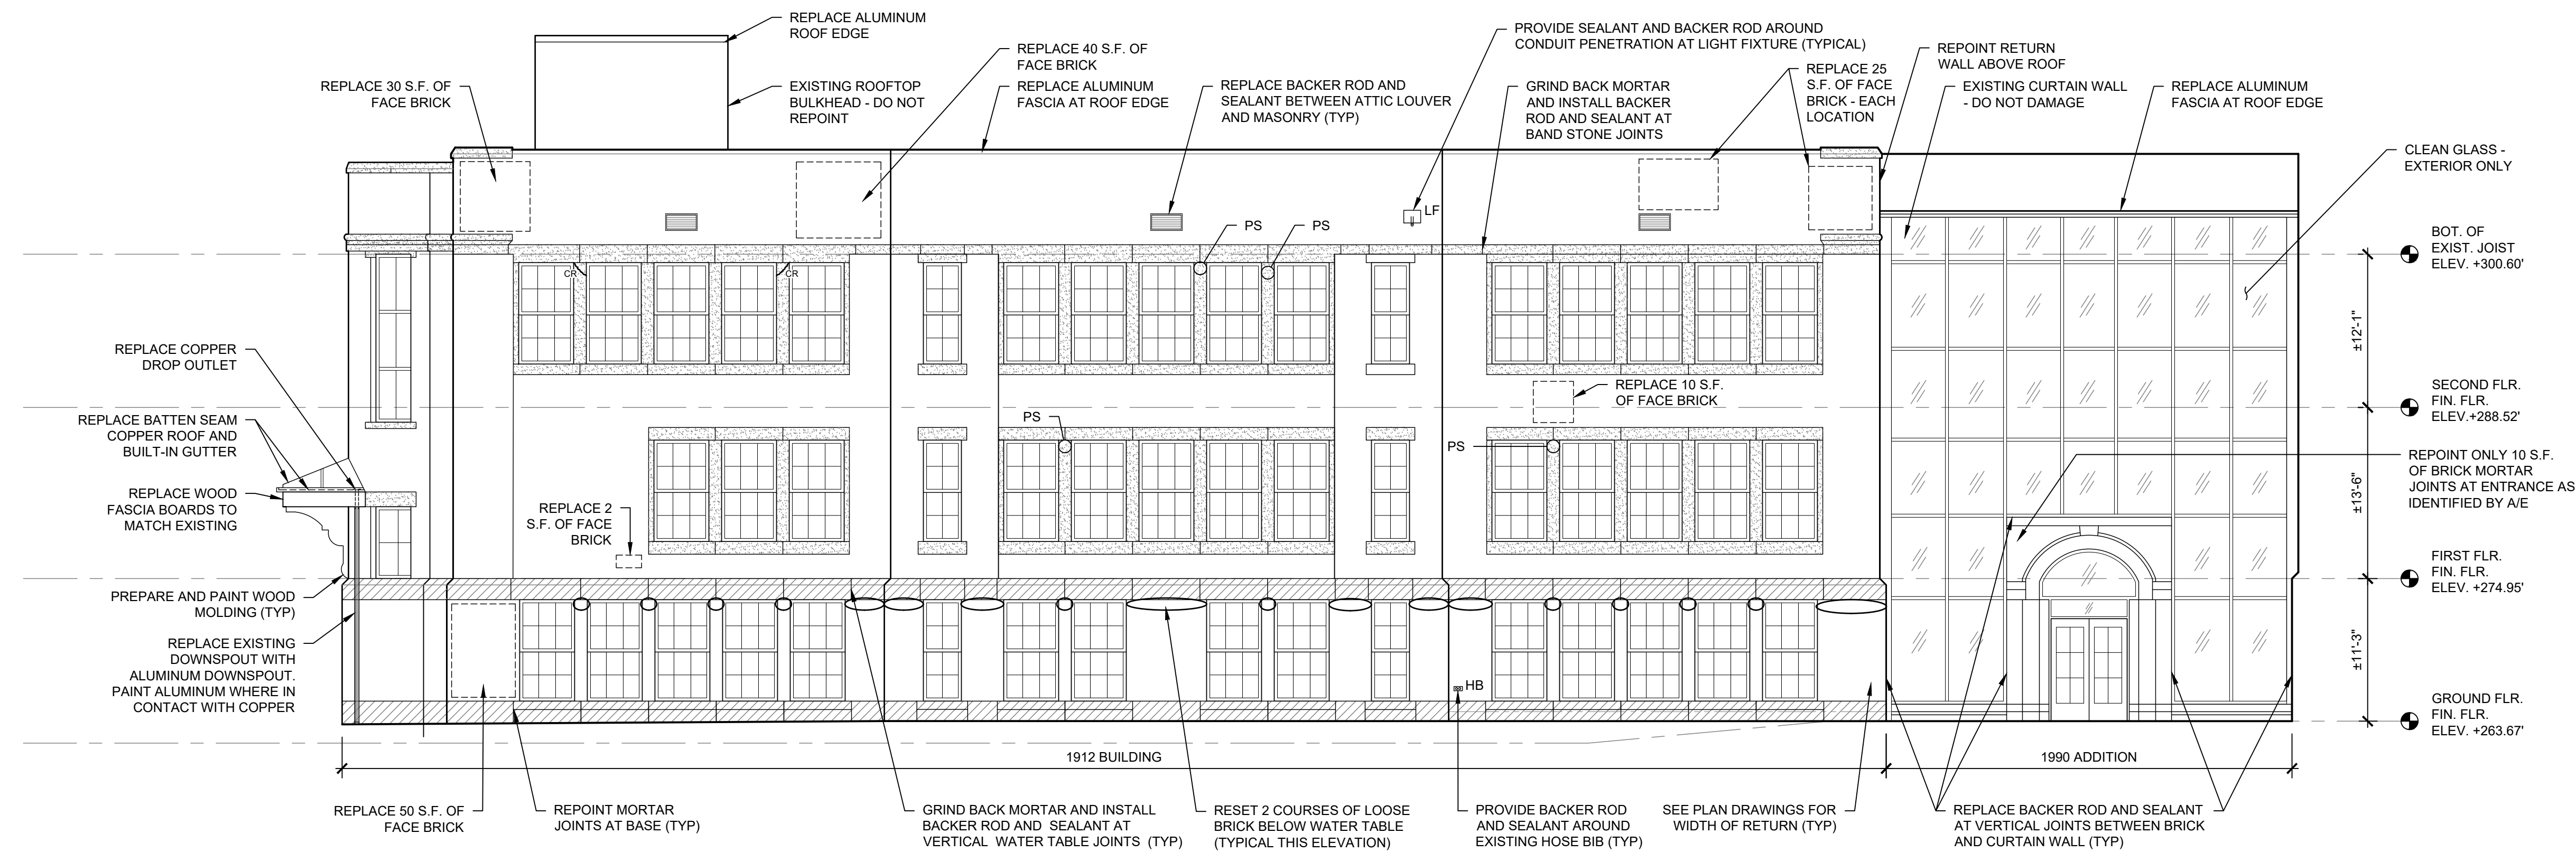 REPLACE ALUMINUM
ROOF EDGE
REPLACE 40 S.F. OF
FACE BRICK
PROVIDE SEALANT AND BACKER ROD AROUND
CONDUIT PENETRATION AT LIGHT FIXTURE (TYPICAL)
REPOINT RETURN
WALL ABOVE ROOF
REPLACE 30 S.F. OF
FACE BRICK
EXISTING ROOFTOP
BULKHEAD - DO NOT
REPOINT
REPLACE ALUMINUM
FASCIA AT ROOF EDGE
REPLACE BACKER ROD AND
SEALANT BETWEEN ATTIC LOUVER
AND MASONRY (TYP)
GRIND BACK MORTAR
AND INSTALL BACKER
ROD AND SEALANT AT
BAND STONE JOINTS
REPLACE 25
S.F. OF FACE
BRICK - EACH
LOCATION
EXISTING CURTAIN WALL
- DO NOT DAMAGE
REPLACE ALUMINUM
FASCIA AT ROOF EDGE
CLEAN GLASS -
EXTERIOR ONLY
LF
PS
PS
CR
CR
BOT. OF
EXIST. JOIST
ELEV. +300.60'
±12'-1"
REPLACE COPPER
DROP OUTLET
REPLACE 10 S.F.
OF FACE BRICK
SECOND FLR.
FIN. FLR.
ELEV.+288.52'
REPLACE BATTEN SEAM
COPPER ROOF AND
BUILT-IN GUTTER
PS
PS
REPOINT ONLY 10 S.F.
OF BRICK MORTAR
JOINTS AT ENTRANCE AS
IDENTIFIED BY A/E
±13'-6"
REPLACE WOOD
FASCIA BOARDS TO
MATCH EXISTING
REPLACE 2
S.F. OF FACE
BRICK
FIRST FLR.
FIN. FLR.
ELEV. +274.95'
PREPARE AND PAINT WOOD
MOLDING (TYP)
±11'-3"
REPLACE EXISTING
DOWNSPOUT WITH
ALUMINUM DOWNSPOUT.
PAINT ALUMINUM WHERE IN
CONTACT WITH COPPER
HB
GROUND FLR.
FIN. FLR.
ELEV. +263.67'
1912 BUILDING
1990 ADDITION
REPLACE 50 S.F. OF
FACE BRICK
REPOINT MORTAR
JOINTS AT BASE (TYP)
GRIND BACK MORTAR AND INSTALL
BACKER ROD AND SEALANT AT
VERTICAL WATER TABLE JOINTS (TYP)
RESET 2 COURSES OF LOOSE
BRICK BELOW WATER TABLE
(TYPICAL THIS ELEVATION)
PROVIDE BACKER ROD
AND SEALANT AROUND
EXISTING HOSE BIB (TYP)
SEE PLAN DRAWINGS FOR
WIDTH OF RETURN (TYP)
REPLACE BACKER ROD AND SEALANT
AT VERTICAL JOINTS BETWEEN BRICK
AND CURTAIN WALL (TYP)